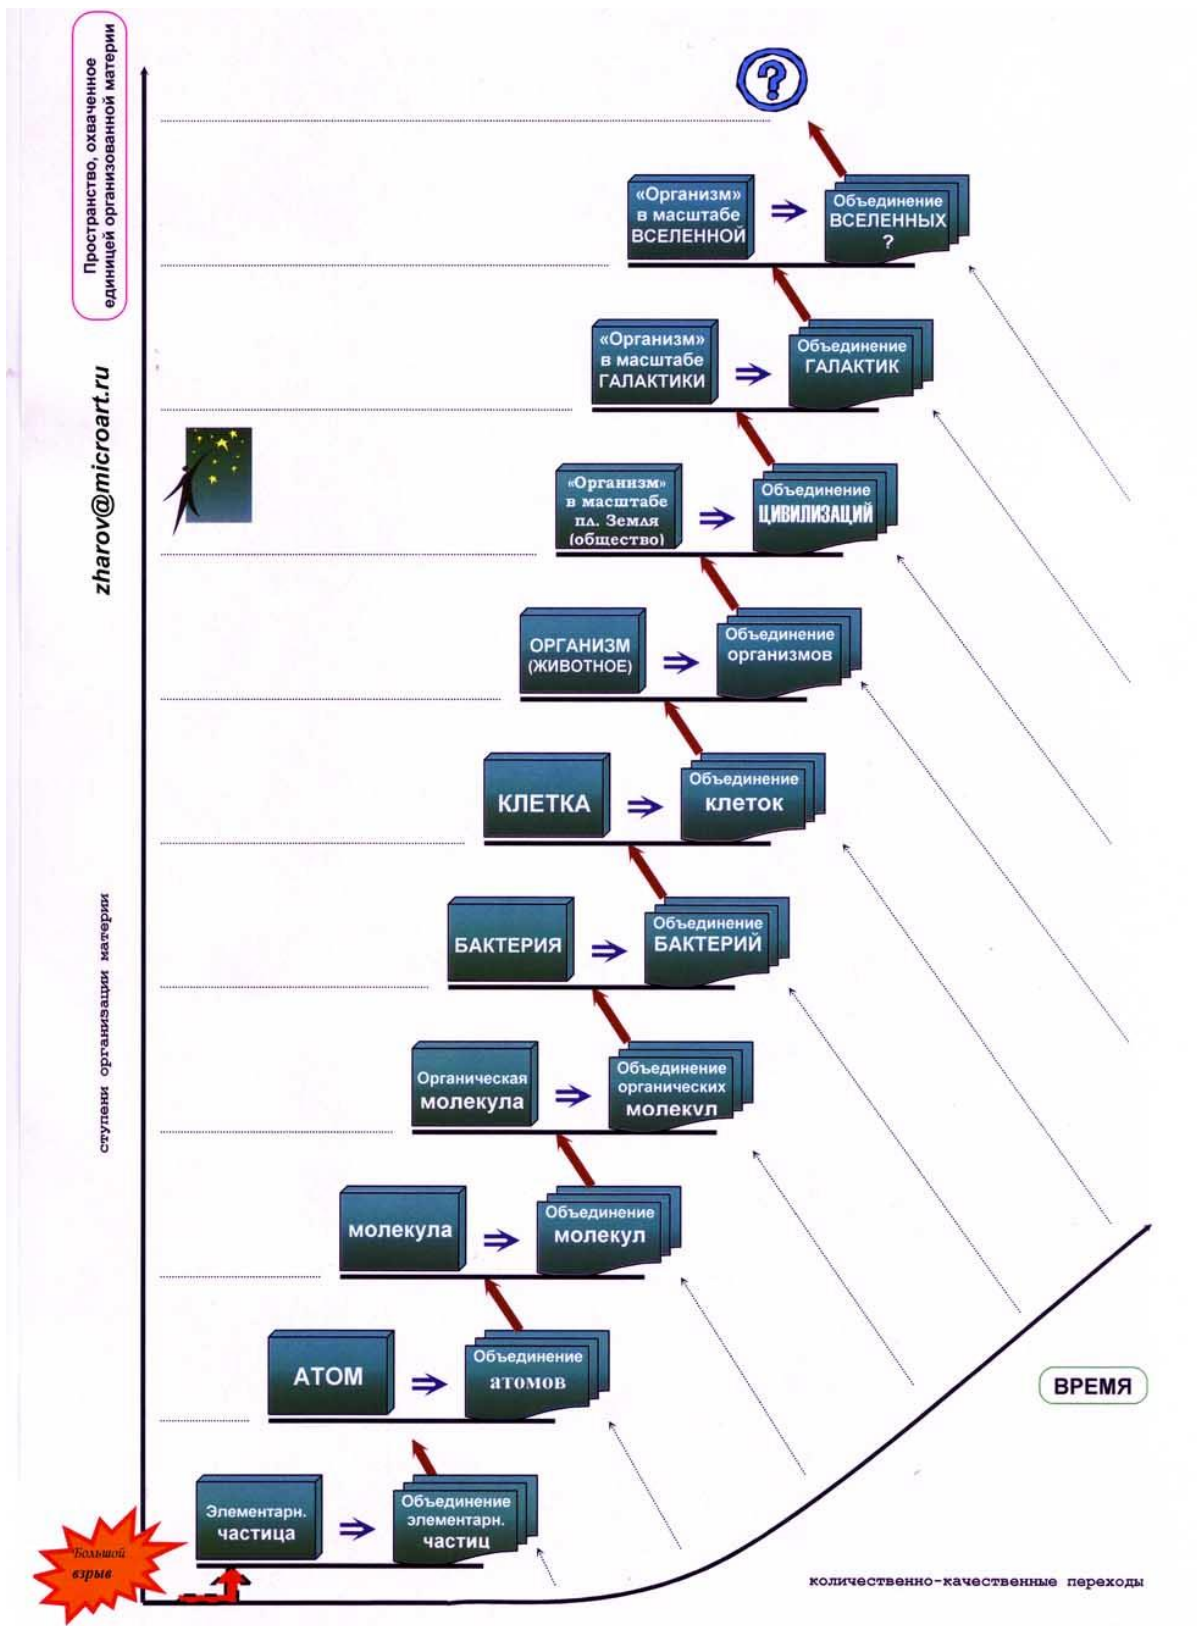 Пространство, охваченное
единицей организованной материи
zharov@microart.ru
ступени организации материи
?
«Организм»
в масштабе
ВСЕЛЕННОЙ
Объединение
ВСЕЛЕННЫХ
?
«Организм»
в масштабе
ГАЛАКТИКИ
Объединение
ГАЛАКТИК
«Организм»
в масштабе
пл. Земля
(общество)
Объединение
ЦИВИЛИЗАЦИЙ
ОРГАНИЗМ
(ЖИВОТНОЕ)
Объединение
организмов
КЛЕТКА
Объединение
клеток
БАКТЕРИЯ
Объединение
БАКТЕРИЙ
Органическая
молекула
Объединение
органических
молекул
молекула
Объединение
молекул
АТОМ
Объединение
атомов
ВРЕМЯ
Элементарн.
частица
Объединение
элементарн.
частиц
Большой
взрыв
количественно-качественные переходы